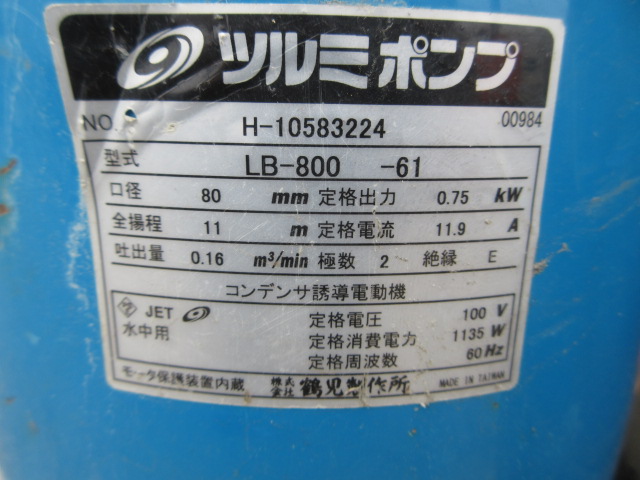 ツルミポンプ
NO. H-10583224 00984
型式 LB-800 -61
口径 80 mm 定格出力 0.75 kW
全揚程 11 m 定格電流 11.9 A
吐出量 0.16 m³/min 極数 2 絶縁 E
コンデンサ誘導電動機
JET
水中用
定格電圧 100 V
定格消費電力 1135 W
定格周波数 60 Hz
モータ保護装置内蔵 株式会社 鶴見製作所 MADE IN TAIWAN